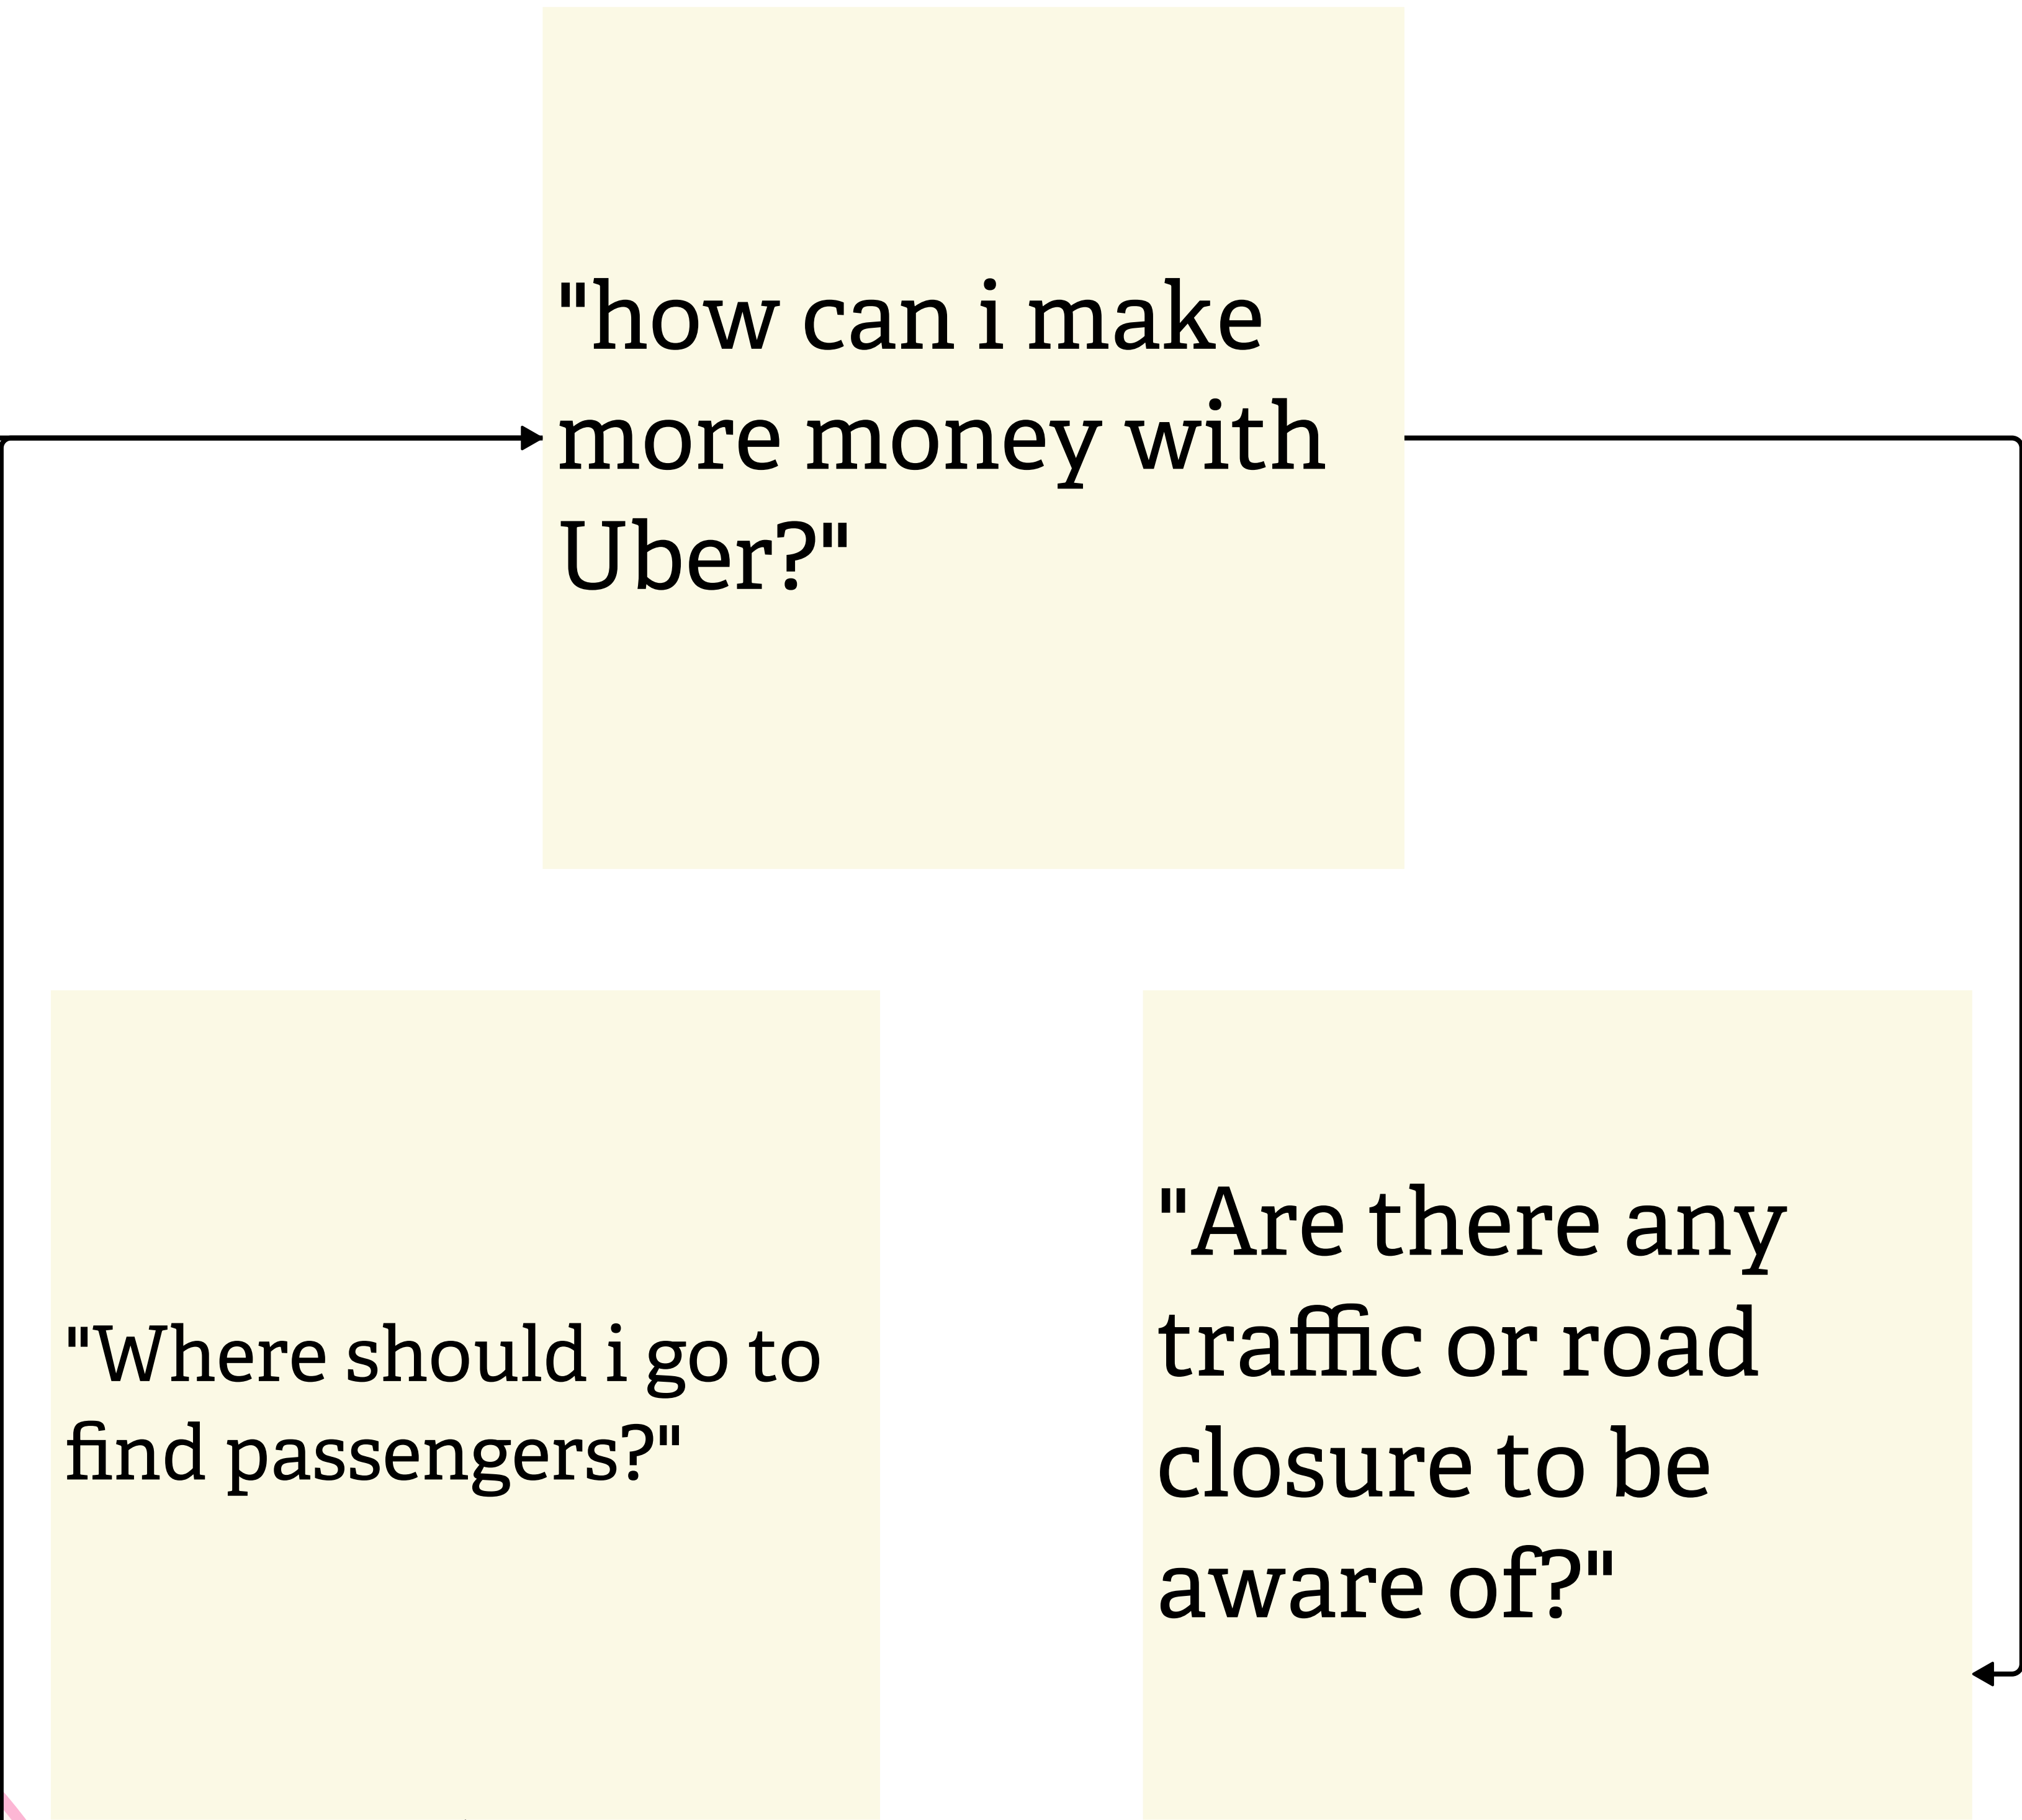 "how can i make
more money with
Uber?"
"Where should i go to
find passengers?"
"Are there any
traffic or road
closure to be
aware of?"